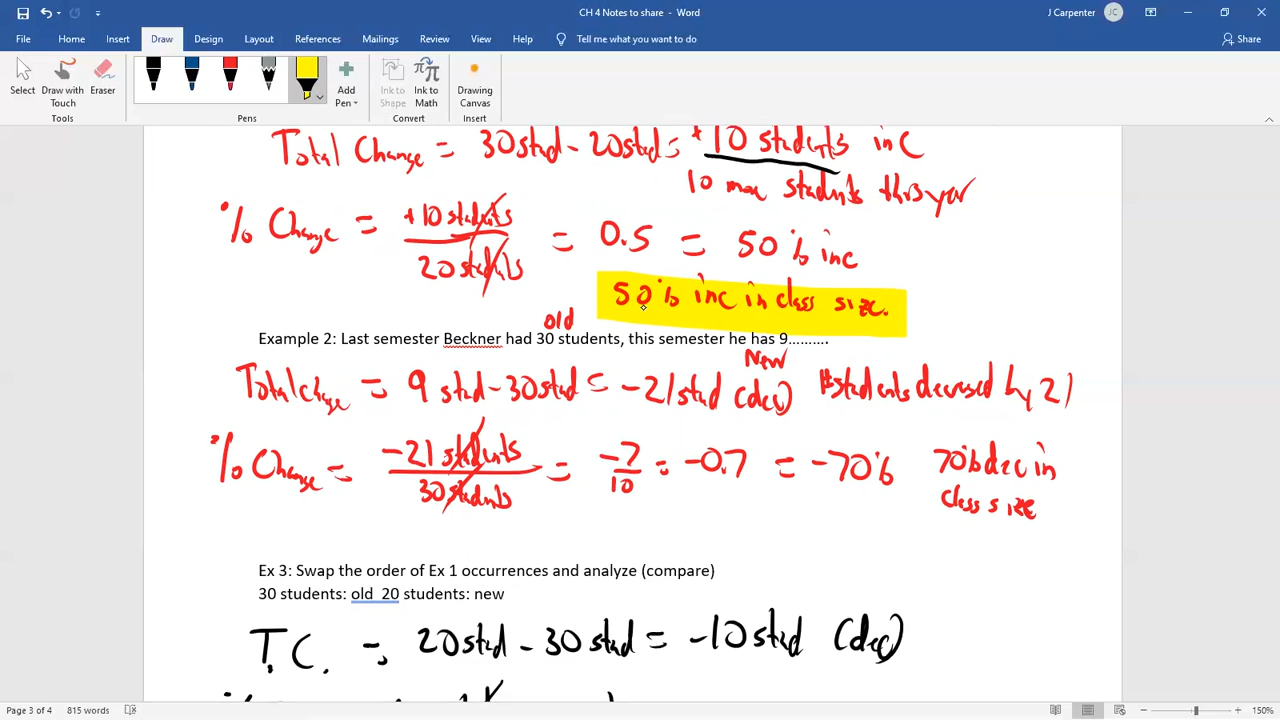 CH 4 Notes to share - Word
J Carpenter JC
File Home Insert Draw Design Layout References Mailings Review View Help Tell me what you want to do Share
Select Draw with Touch Eraser Add Pen Ink to Shape Ink to Math Drawing Canvas
Tools Pens Convert Insert
Total Change = 30 stud - 20 stud = +10 students inc
10 more students this year
% Change = +10 students / 20 students = 0.5 = 50% inc
50% inc in class size.
old
Example 2: Last semester Beckner had 30 students, this semester he has 9……….
New
Total chage = 9 stud - 30 stud = -21 stud (dec) #students decreased by 21
% Change = -21 students / 30 students = -7/10 = -0.7 = -70% 70% dec in
class size
Ex 3: Swap the order of Ex 1 occurrences and analyze (compare)
30 students: old 20 students: new
T.C. = 20 stud - 30 stud = -10 stud (dec)
Page 3 of 4 815 words 150%